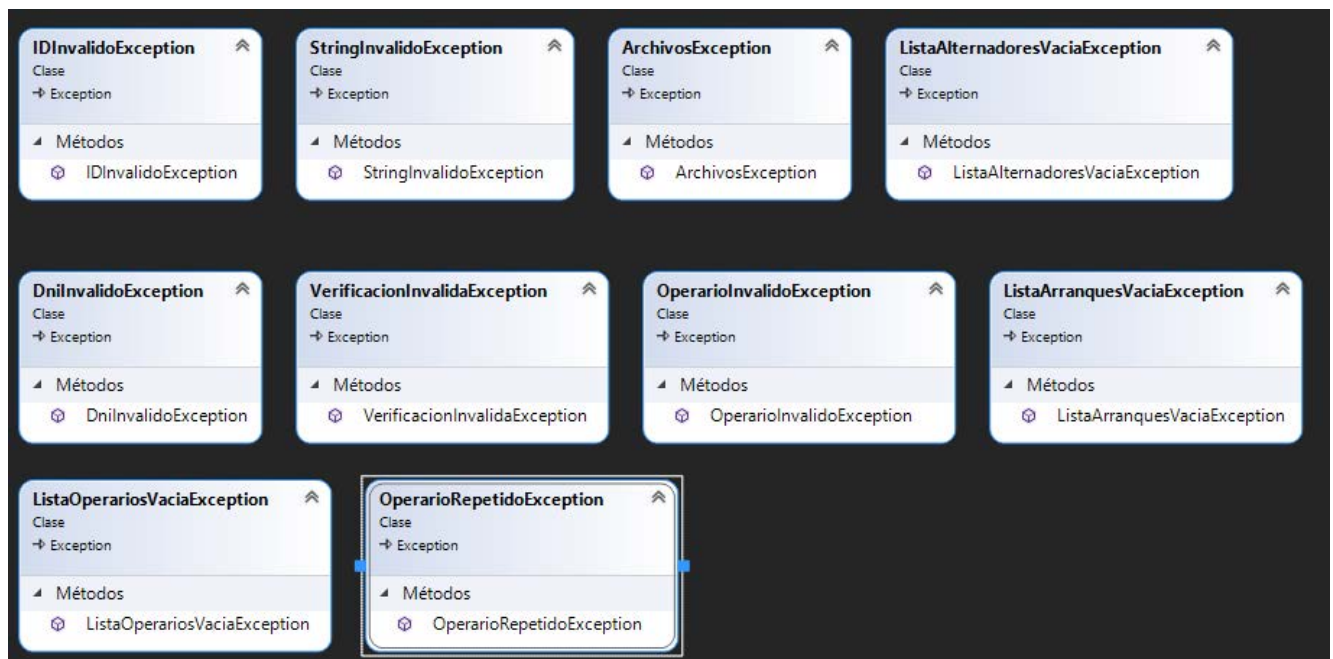 IDInvalidoException
Clase
Exception
Métodos
IDInvalidoException
StringInvalidoException
Clase
Exception
Métodos
StringInvalidoException
ArchivosException
Clase
Exception
Métodos
ArchivosException
ListaAlternadoresVaciaException
Clase
Exception
Métodos
ListaAlternadoresVaciaException
DniInvalidoException
Clase
Exception
Métodos
DniInvalidoException
VerificacionInvalidaException
Clase
Exception
Métodos
VerificacionInvalidaException
OperarioInvalidoException
Clase
Exception
Métodos
OperarioInvalidoException
ListaArranquesVaciaException
Clase
Exception
Métodos
ListaArranquesVaciaException
ListaOperariosVaciaException
Clase
Exception
Métodos
ListaOperariosVaciaException
OperarioRepetidoException
Clase
Exception
Métodos
OperarioRepetidoException